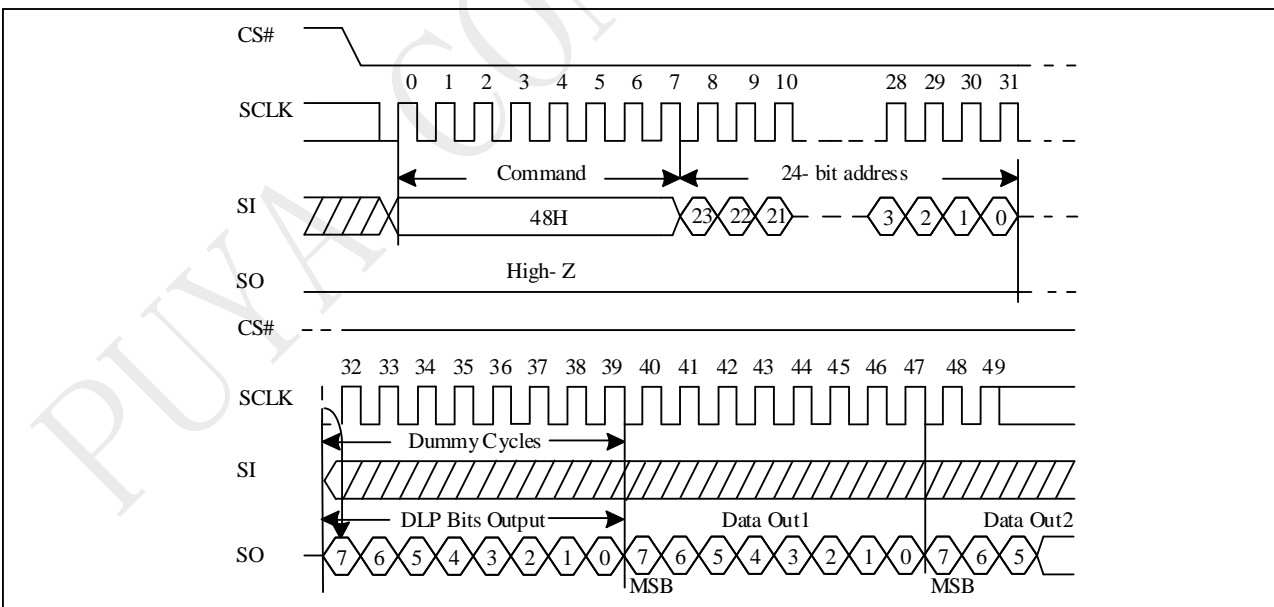 CS#
0 1 2 3 4 5 6 7 8 9 10 28 29 30 31
SCLK
Command 24- bit address
SI
48H 23 22 21 3 2 1 0
High- Z
SO
CS#
32 33 34 35 36 37 38 39 40 41 42 43 44 45 46 47 48 49
SCLK
Dummy Cycles
SI
DLP Bits Output Data Out1 Data Out2
SO 7 6 5 4 3 2 1 0 7 6 5 4 3 2 1 0 7 6 5
MSB MSB
PUYA CON